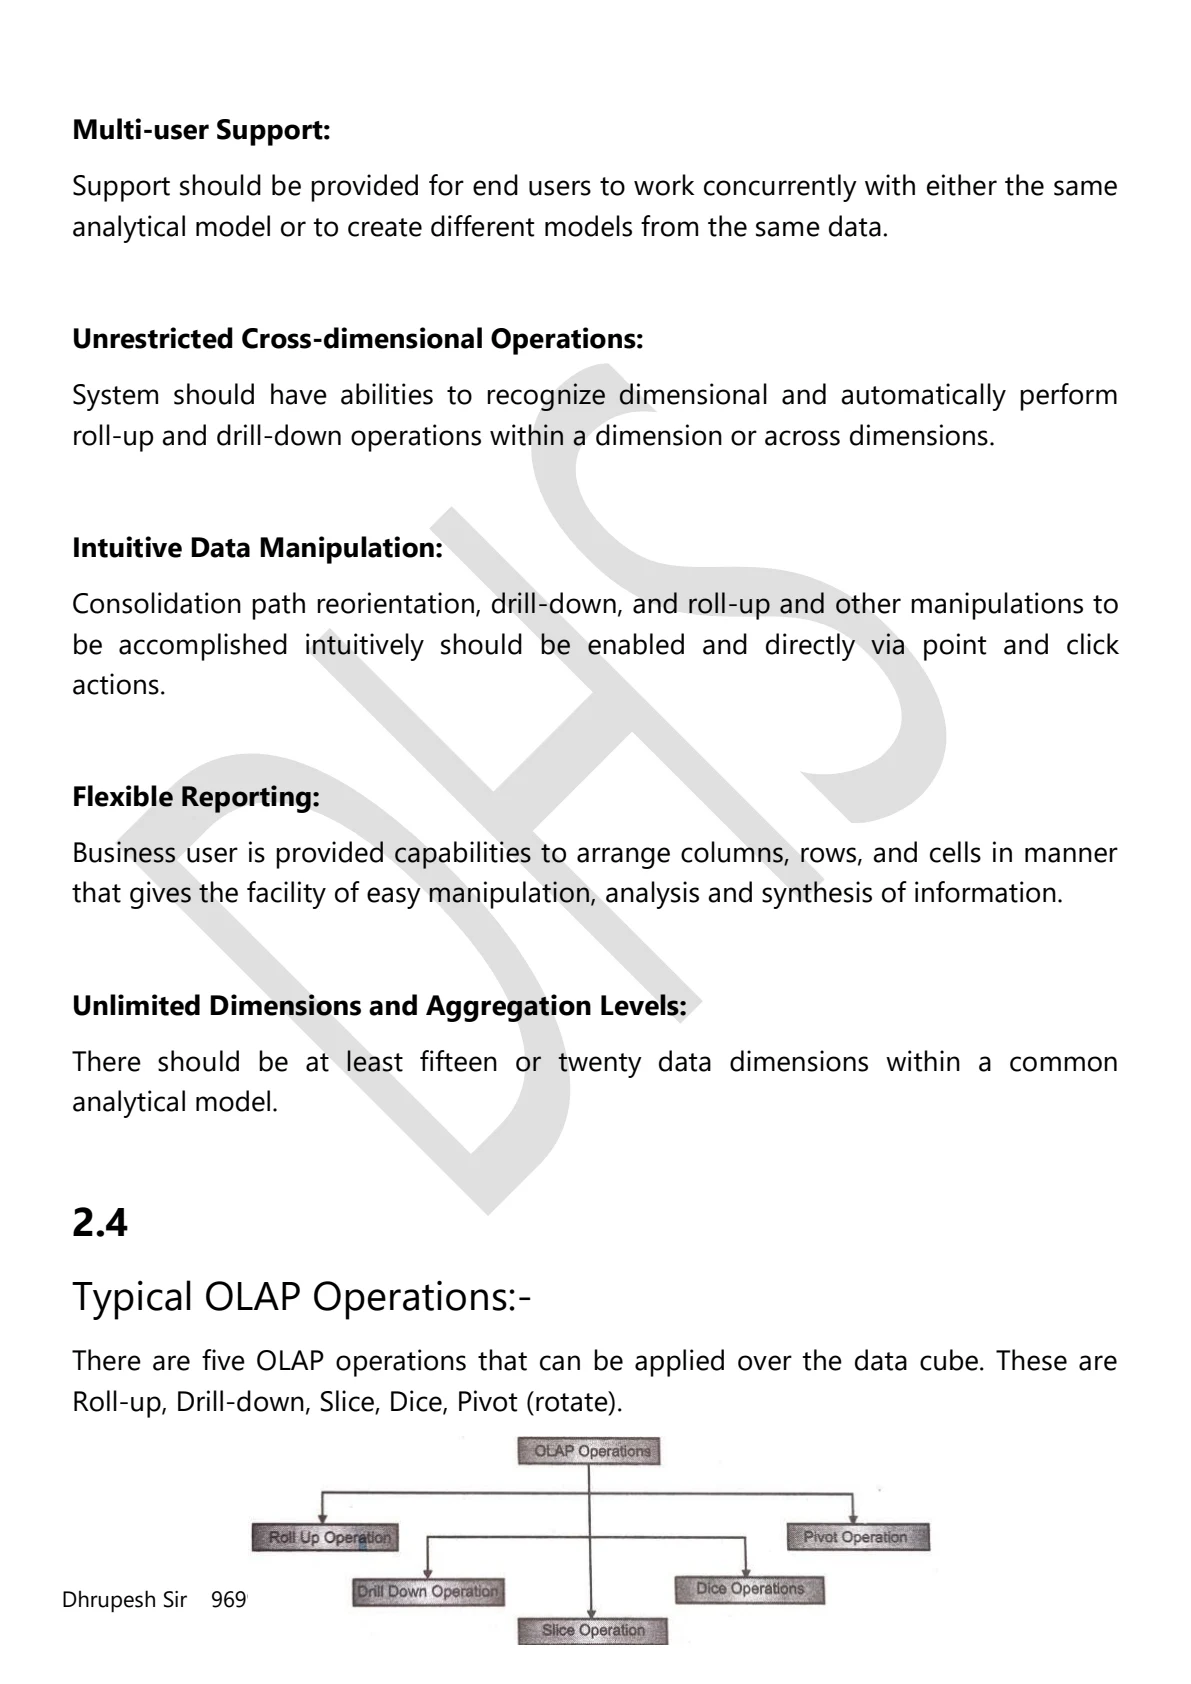 Multi-user Support:
Support should be provided for end users to work concurrently with either the same
analytical model or to create different models from the same data.
Unrestricted Cross-dimensional Operations:
System should have abilities to recognize dimensional and automatically perform
roll-up and drill-down operations within a dimension or across dimensions.
Intuitive Data Manipulation:
Consolidation path reorientation, drill-down, and roll-up and other manipulations to
be accomplished intuitively should be enabled and directly via point and click
actions.
Flexible Reporting:
Business user is provided capabilities to arrange columns, rows, and cells in manner
that gives the facility of easy manipulation, analysis and synthesis of information.
Unlimited Dimensions and Aggregation Levels:
There should be at least fifteen or twenty data dimensions within a common
analytical model.
DHS
2.4
Typical OLAP Operations:-
There are five OLAP operations that can be applied over the data cube. These are
Roll-up, Drill-down, Slice, Dice, Pivot (rotate).
OLAP Operations
Roll Up Operation
Pivot Operation
Drill Down Operation
Dice Operations
Slice Operation
Dhrupesh Sir 969